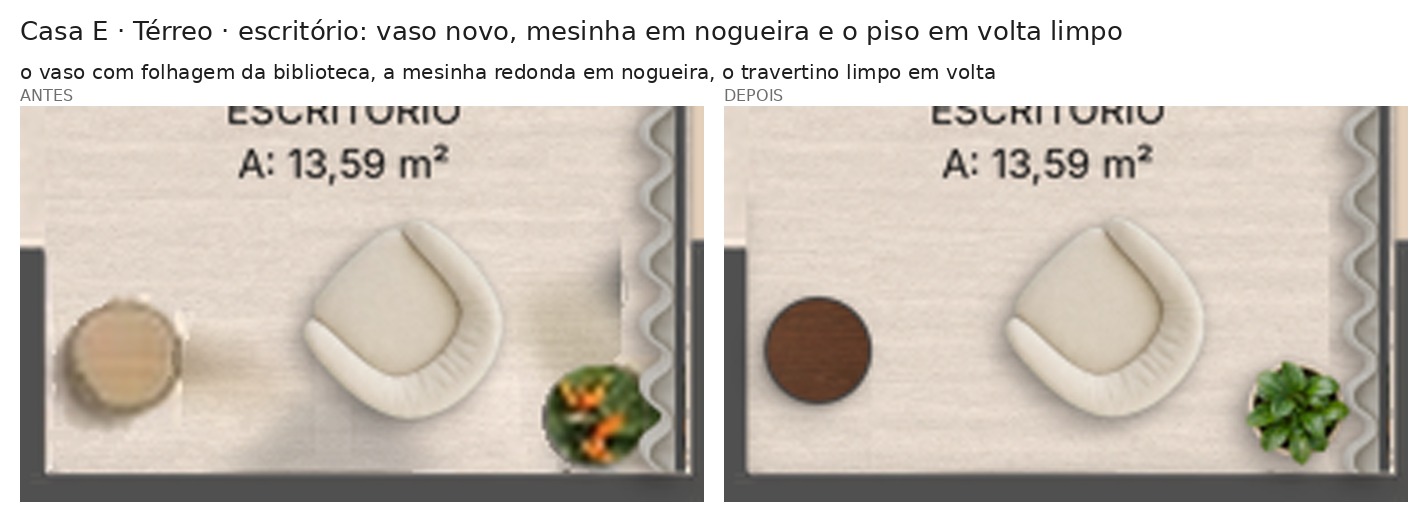 Casa E · Térreo · escritório: vaso novo, mesinha em nogueira e o piso em volta limpo
o vaso com folhagem da biblioteca, a mesinha redonda em nogueira, o travertino limpo em volta
ANTES
DEPOIS
ESCRITÓRIO
A: 13,59 m²
ESCRITÓRIO
A: 13,59 m²